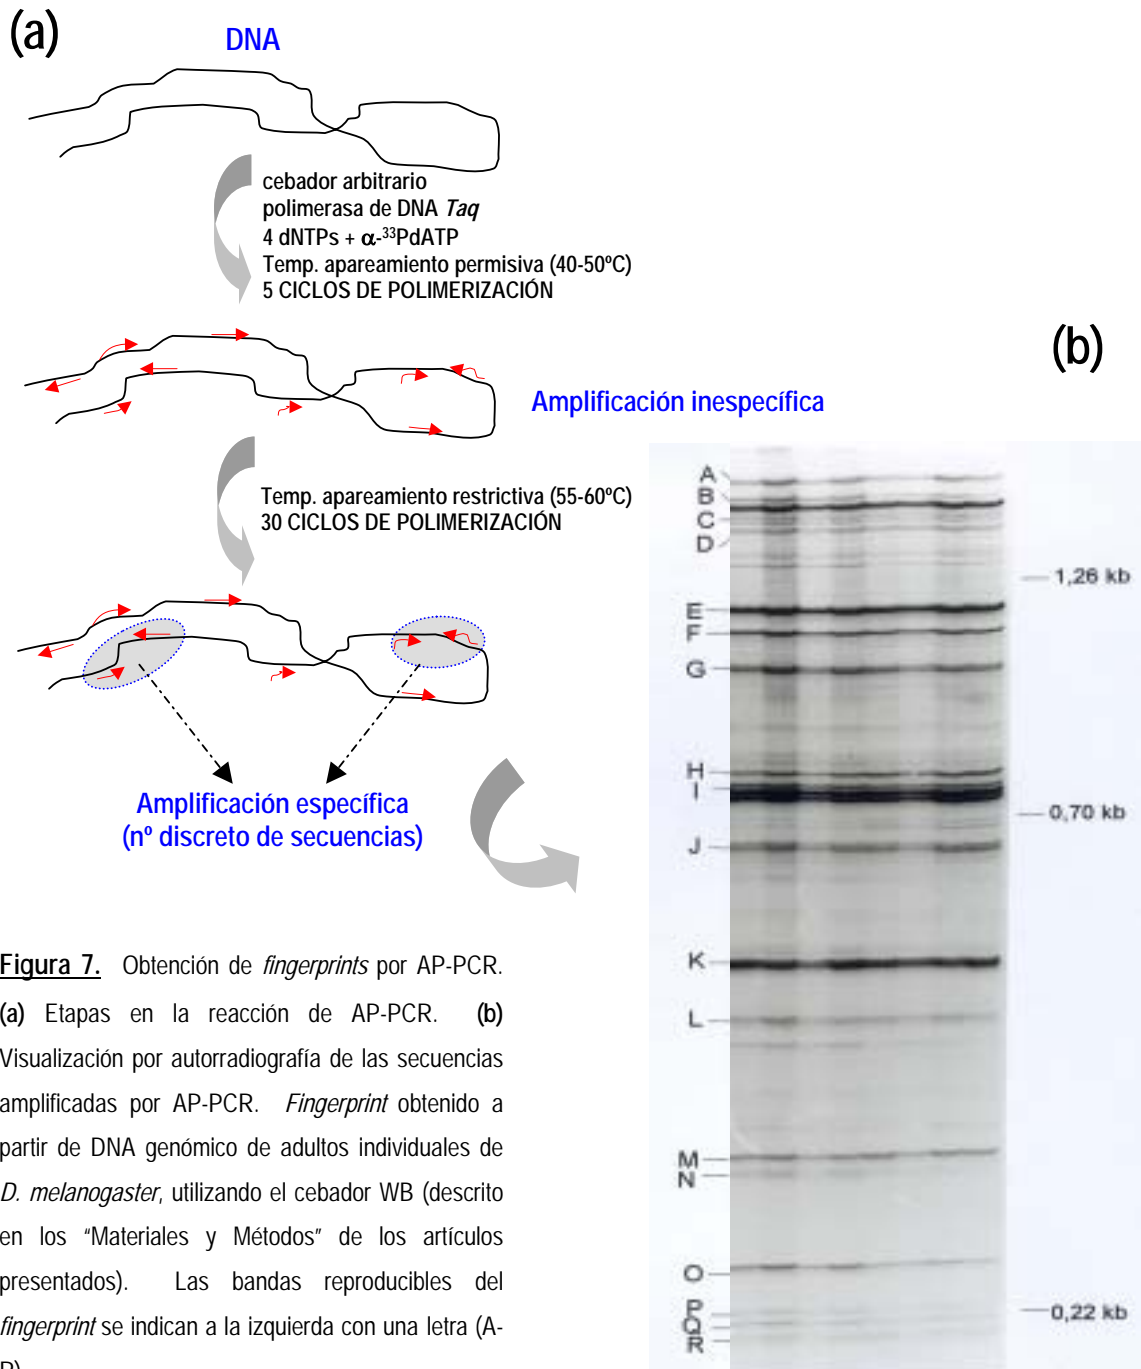 (a)
DNA
cebador arbitrario
polimerasa de DNA Taq
4 dNTPs + α-³³PdATP
Temp. apareamiento permisiva (40-50ºC)
5 CICLOS DE POLIMERIZACIÓN
Amplificación inespecífica
Temp. apareamiento restrictiva (55-60ºC)
30 CICLOS DE POLIMERIZACIÓN
Amplificación específica
(nº discreto de secuencias)
(b)
A
B
C
D
1,26 kb
E
F
G
H
I
0,70 kb
J
K
L
M
N
O
P
Q
0,22 kb
R
Figura 7. Obtención de fingerprints por AP-PCR.
(a) Etapas en la reacción de AP-PCR. (b)
Visualización por autorradiografía de las secuencias
amplificadas por AP-PCR. Fingerprint obtenido a
partir de DNA genómico de adultos individuales de
D. melanogaster, utilizando el cebador WB (descrito
en los “Materiales y Métodos” de los artículos
presentados). Las bandas reproducibles del
fingerprint se indican a la izquierda con una letra (A-